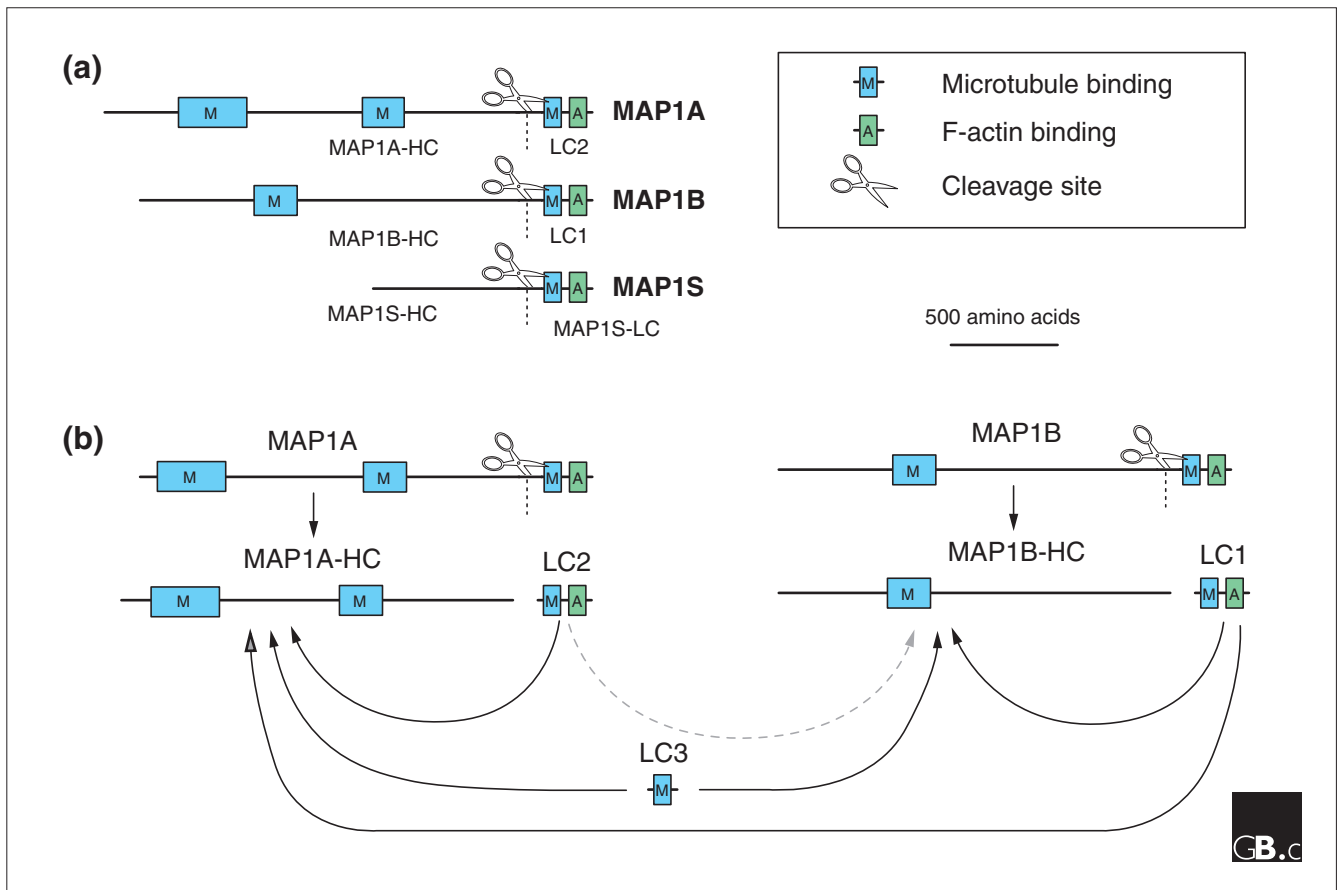 (a)
M M M A MAP1A
MAP1A-HC LC2
M M A MAP1B
MAP1B-HC LC1
M A MAP1S
MAP1S-HC MAP1S-LC
M Microtubule binding
A F-actin binding
Cleavage site
500 amino acids
(b)
MAP1A
M M M A
MAP1A-HC LC2
M M M A
MAP1B
M M A
MAP1B-HC LC1
M M A
LC3
M
GB.c